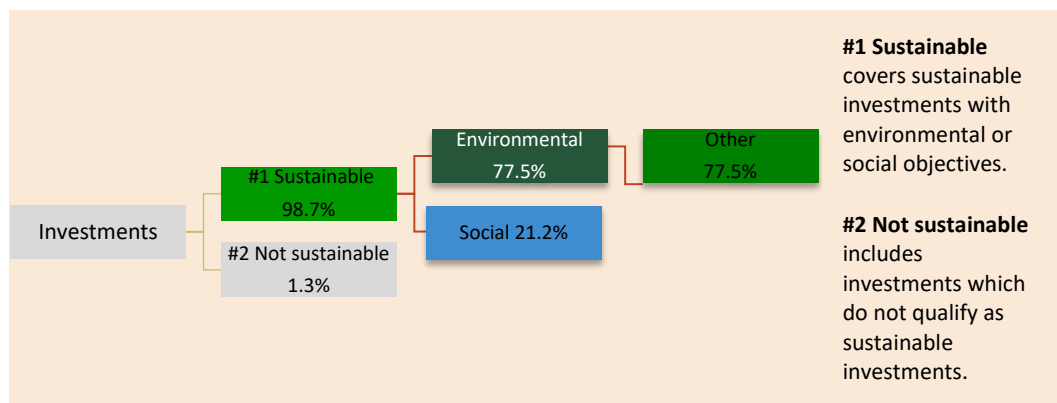 Investments
#1 Sustainable
98.7%
#2 Not sustainable
1.3%
Environmental
77.5%
Social 21.2%
Other
77.5%
#1 Sustainable
covers sustainable
investments with
environmental or
social objectives.
#2 Not sustainable
includes
investments which
do not qualify as
sustainable
investments.